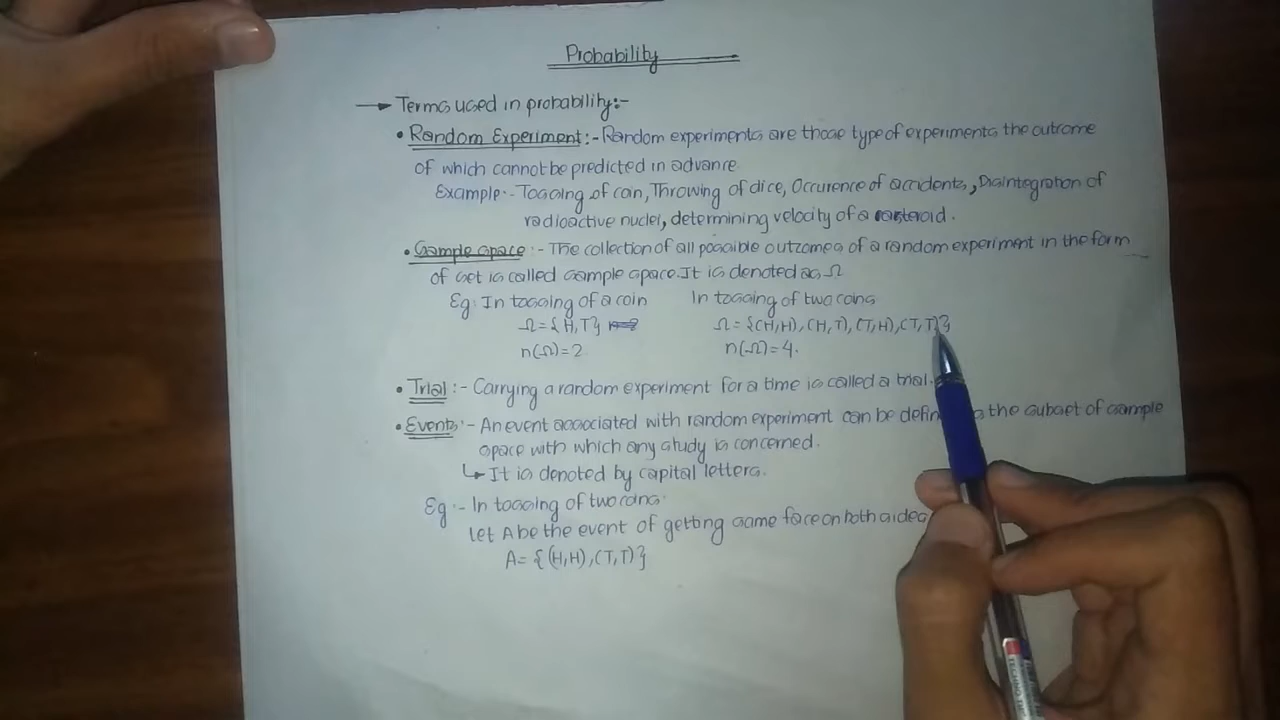 Probability
→ Terms used in probability:-
• Random Experiment:- Random experiments are those type of experiments the outcome
of which cannot be predicted in advance
Example:- Tossing of coin, Throwing of dice, Occurence of accidents, Disintegration of
radioactive nuclei, determining velocity of a asteroid.
• Sample space:- The collection of all possible outcomes of a random experiment in the form
of set is called sample space. It is denoted as Ω
Eg: In tossing of a coin In tossing of two coins
Ω = {H,T} Ω = {(H,H), (H,T), (T,H), (T,T)}
n(Ω)=2 n(Ω)=4.
• Trial:- Carrying a random experiment for a time is called a trial.
• Events:- An event associated with random experiment can be defin the subset of sample
space with which any study is concerned.
↳ It is denoted by capital letters.
Eg:- In tossing of two coins.
Let A be the event of getting same face on both sides
A= {(H,H), (T,T)}
TECHNO TIP